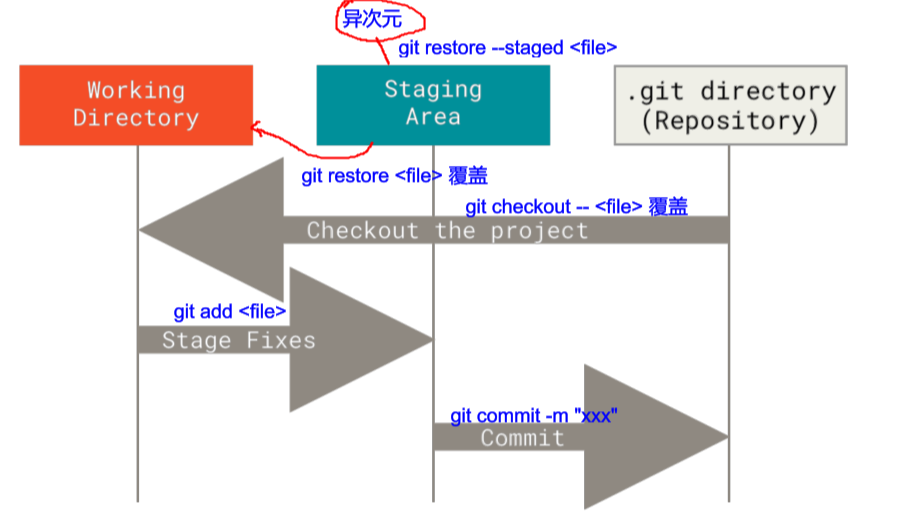 异次元
git restore --staged <file>
Working
Directory
Staging
Area
.git directory
(Repository)
git restore <file> 覆盖
git checkout -- <file> 覆盖
Checkout the project
git add <file>
Stage Fixes
git commit -m "xxx"
Commit